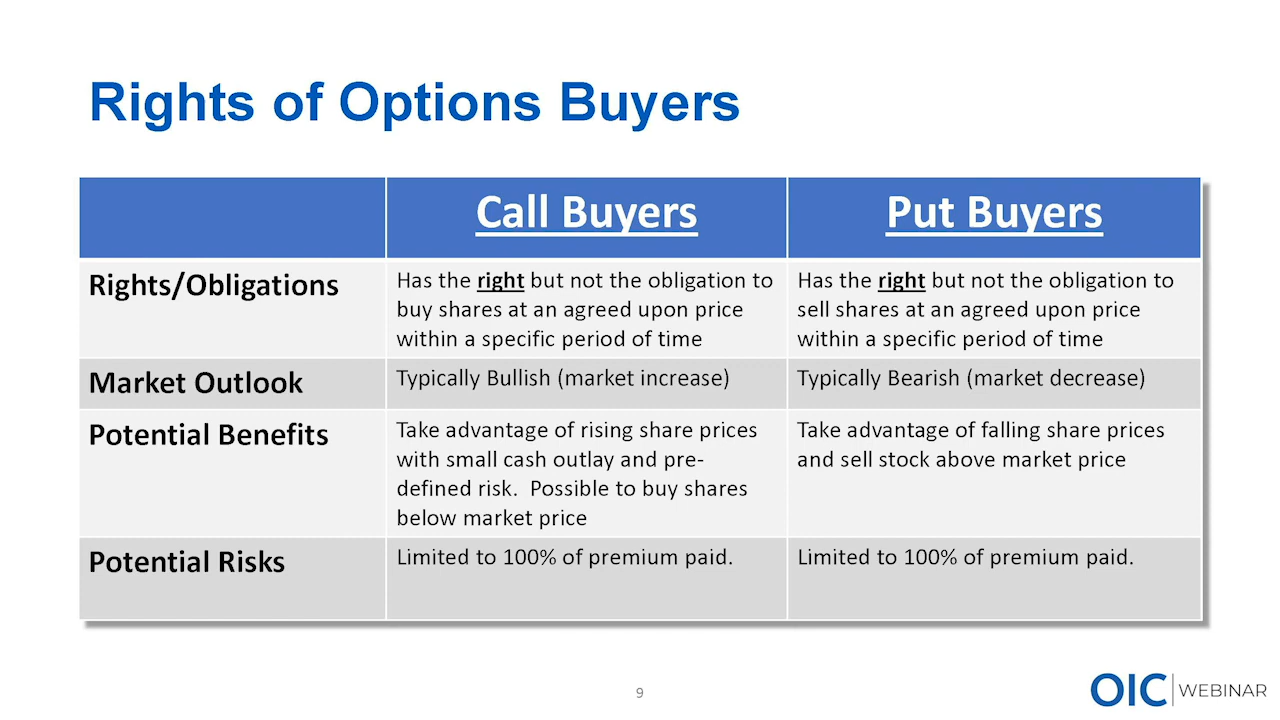 Rights of Options Buyers
Call Buyers
Put Buyers
Rights/Obligations
Has the right but not the obligation to
buy shares at an agreed upon price
within a specific period of time
Has the right but not the obligation to
sell shares at an agreed upon price
within a specific period of time
Market Outlook
Typically Bullish (market increase)
Typically Bearish (market decrease)
Potential Benefits
Take advantage of rising share prices
with small cash outlay and pre-
defined risk.  Possible to buy shares
below market price
Take advantage of falling share prices
and sell stock above market price
Potential Risks
Limited to 100% of premium paid.
Limited to 100% of premium paid.
9
OIC WEBINAR